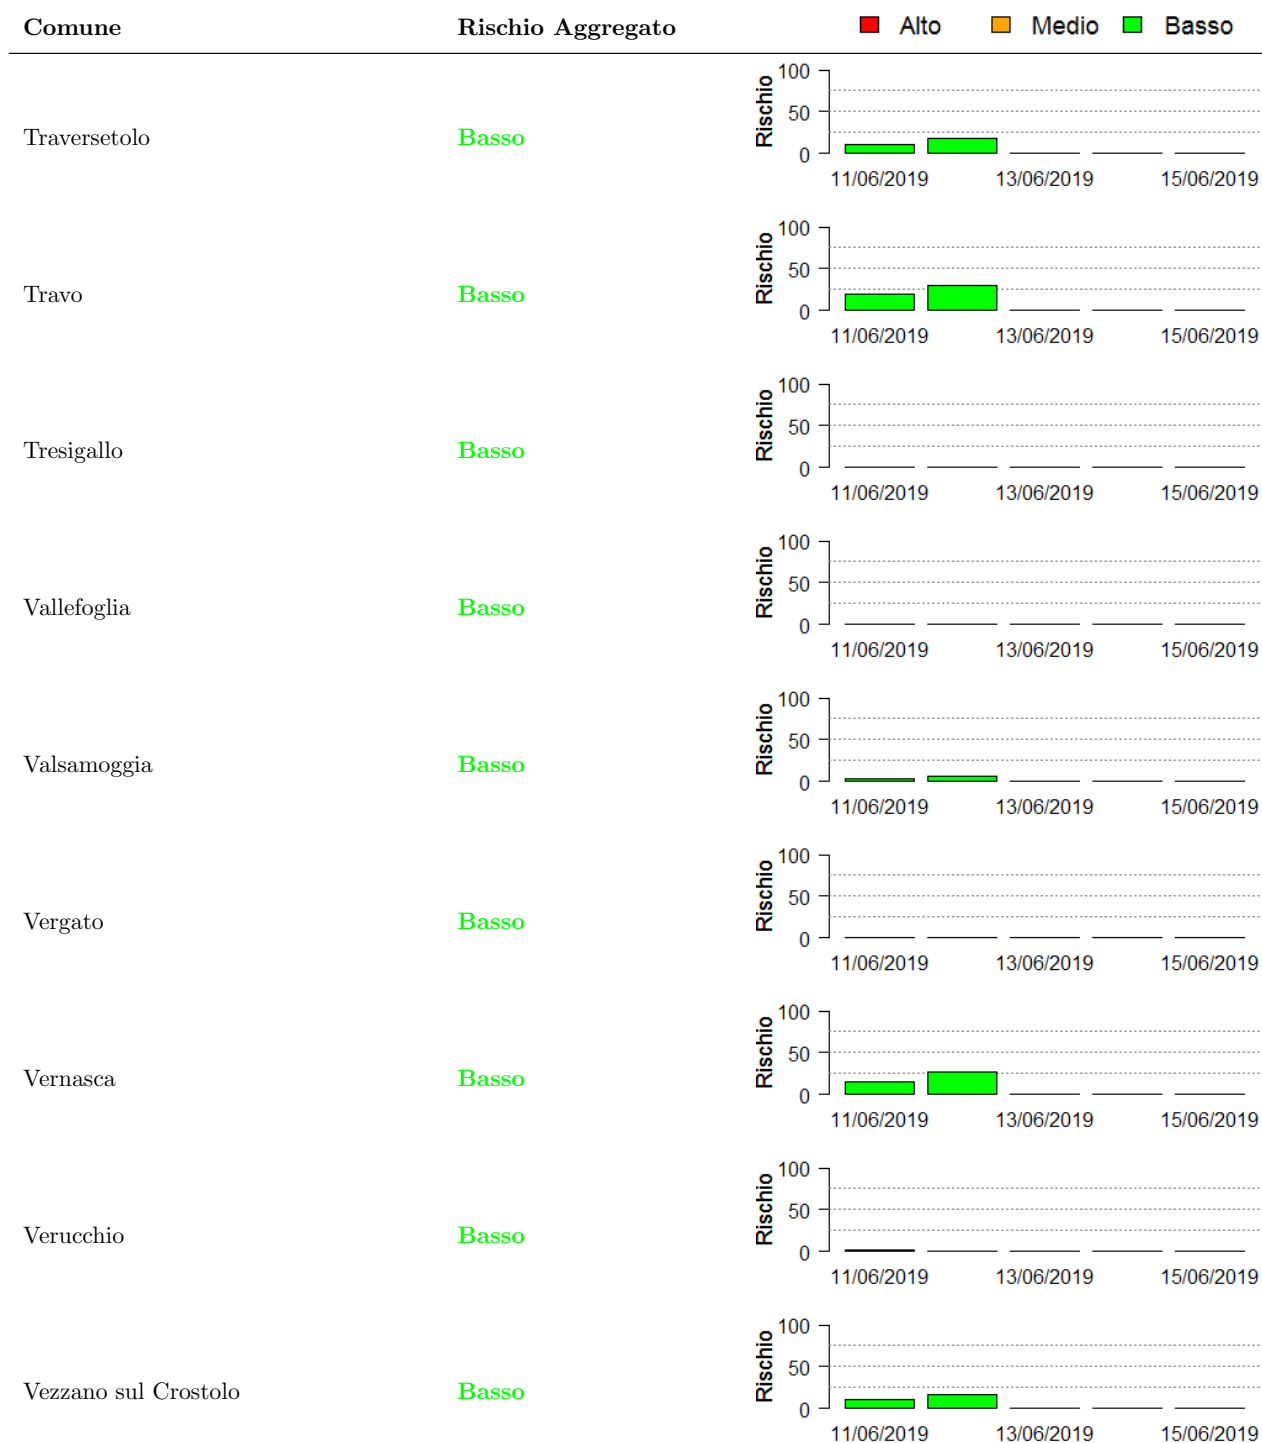 Comune Rischio Aggregato Alto Medio Basso
Traversetolo Basso
Rischio
100
50
0
11/06/2019 13/06/2019 15/06/2019
Travo Basso
Rischio
100
50
0
11/06/2019 13/06/2019 15/06/2019
Tresigallo Basso
Rischio
100
50
0
11/06/2019 13/06/2019 15/06/2019
Vallefoglia Basso
Rischio
100
50
0
11/06/2019 13/06/2019 15/06/2019
Valsamoggia Basso
Rischio
100
50
0
11/06/2019 13/06/2019 15/06/2019
Vergato Basso
Rischio
100
50
0
11/06/2019 13/06/2019 15/06/2019
Vernasca Basso
Rischio
100
50
0
11/06/2019 13/06/2019 15/06/2019
Verucchio Basso
Rischio
100
50
0
11/06/2019 13/06/2019 15/06/2019
Vezzano sul Crostolo Basso
Rischio
100
50
0
11/06/2019 13/06/2019 15/06/2019